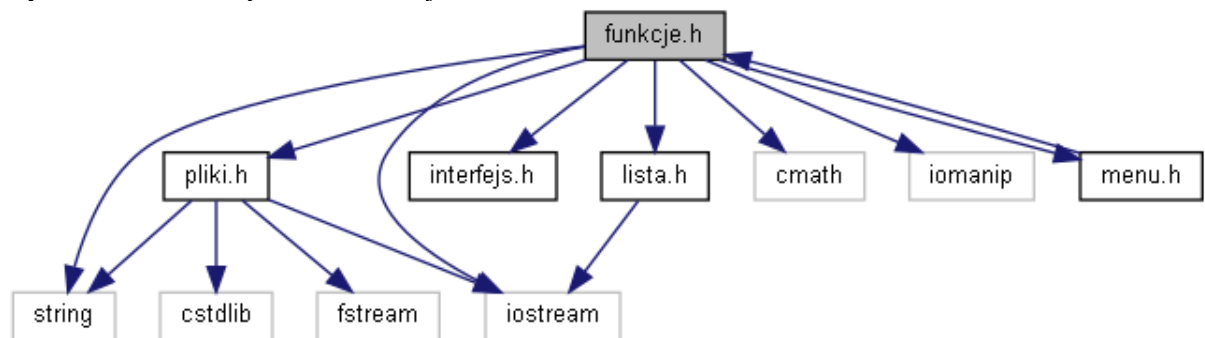 funkcje.h
pliki.h
interfejs.h
lista.h
cmath
iomanip
menu.h
string
cstdlib
fstream
iostream